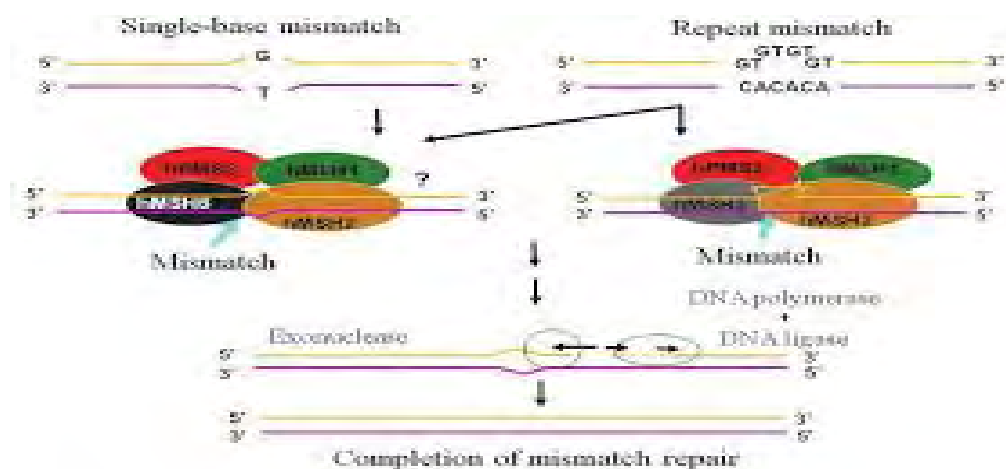 Single-base mismatch
Repeat mismatch
5' G 3'
3' T 5'
GTGT
5' GT GT 3'
3' CACACA 5'
hMLH1
?
5' 3'
hMSH6
3' 5'
hMSH2
Mismatch
hPMS2 hMLH1
5' 3'
3' 5'
hMSH2
Mismatch
DNA polymerase
+
Exonuclease
DNA ligase
5' 3'
3' 5'
5' 3'
3' 5'
Completion of mismatch repair